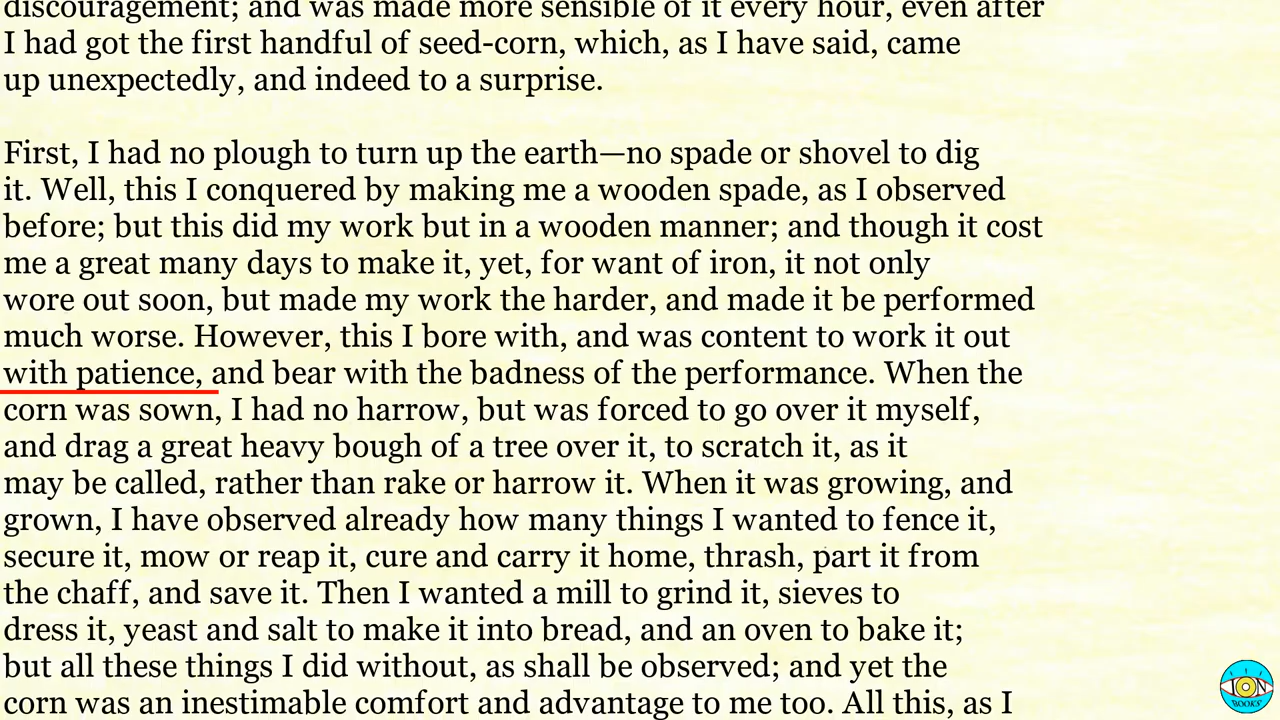 discouragement; and was made more sensible of it every hour, even after
I had got the first handful of seed-corn, which, as I have said, came
up unexpectedly, and indeed to a surprise.
First, I had no plough to turn up the earth—no spade or shovel to dig
it. Well, this I conquered by making me a wooden spade, as I observed
before; but this did my work but in a wooden manner; and though it cost
me a great many days to make it, yet, for want of iron, it not only
wore out soon, but made my work the harder, and made it be performed
much worse. However, this I bore with, and was content to work it out
with patience, and bear with the badness of the performance. When the
corn was sown, I had no harrow, but was forced to go over it myself,
and drag a great heavy bough of a tree over it, to scratch it, as it
may be called, rather than rake or harrow it. When it was growing, and
grown, I have observed already how many things I wanted to fence it,
secure it, mow or reap it, cure and carry it home, thrash, part it from
the chaff, and save it. Then I wanted a mill to grind it, sieves to
dress it, yeast and salt to make it into bread, and an oven to bake it;
but all these things I did without, as shall be observed; and yet the
corn was an inestimable comfort and advantage to me too. All this, as I
ION
BOOKS